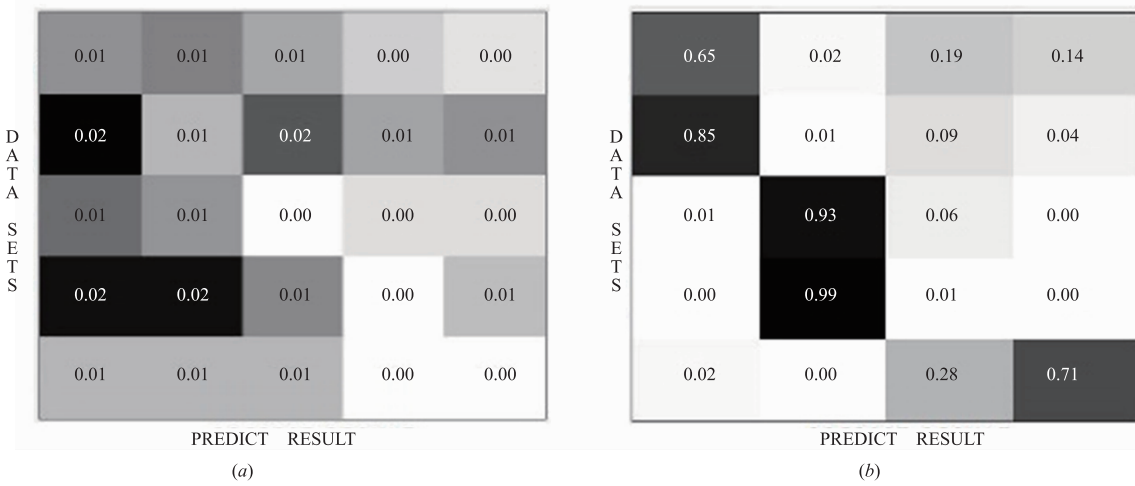 DATA SETS
0.01 0.01 0.01 0.00 0.00
0.02 0.01 0.02 0.01 0.01
0.01 0.01 0.00 0.00 0.00
0.02 0.02 0.01 0.00 0.01
0.01 0.01 0.01 0.00 0.00
PREDICT RESULT
(a)
DATA SETS
0.65 0.02 0.19 0.14
0.85 0.01 0.09 0.04
0.01 0.93 0.06 0.00
0.00 0.99 0.01 0.00
0.02 0.00 0.28 0.71
PREDICT RESULT
(b)